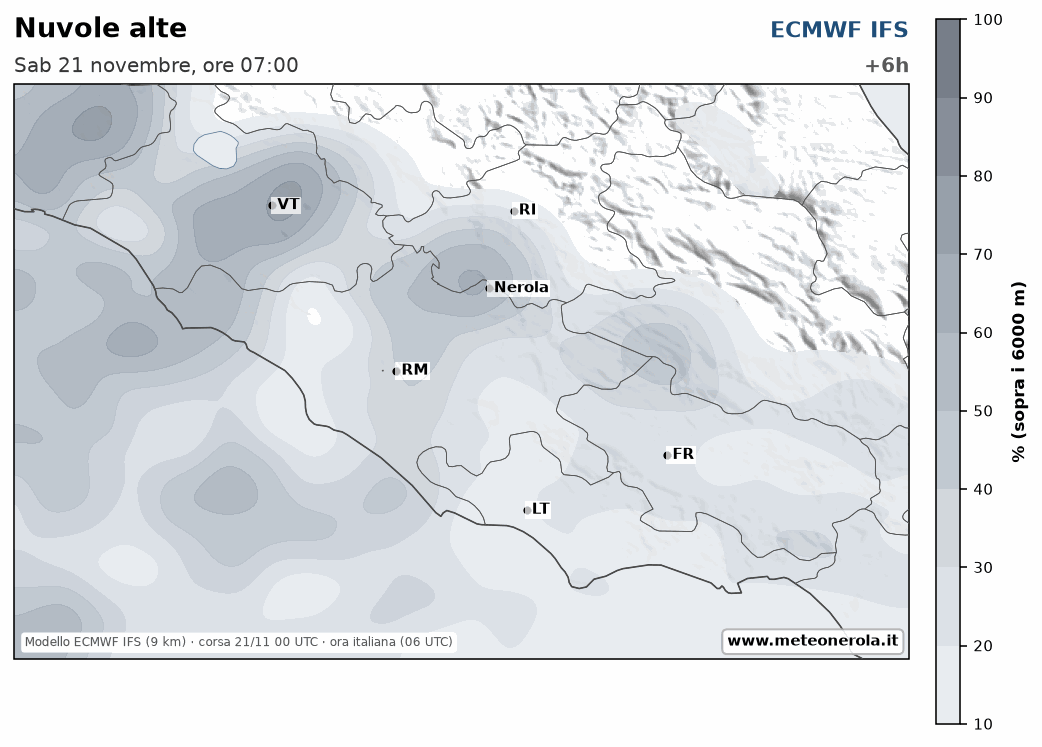 Nuvole alte
ECMWF IFS
Sab 21 novembre, ore 07:00
+6h
VT
RI
Nerola
RM
FR
LT
Modello ECMWF IFS (9 km) · corsa 21/11 00 UTC · ora italiana (06 UTC)
www.meteonerola.it
100
90
80
70
60
50
40
30
20
10
% (sopra i 6000 m)